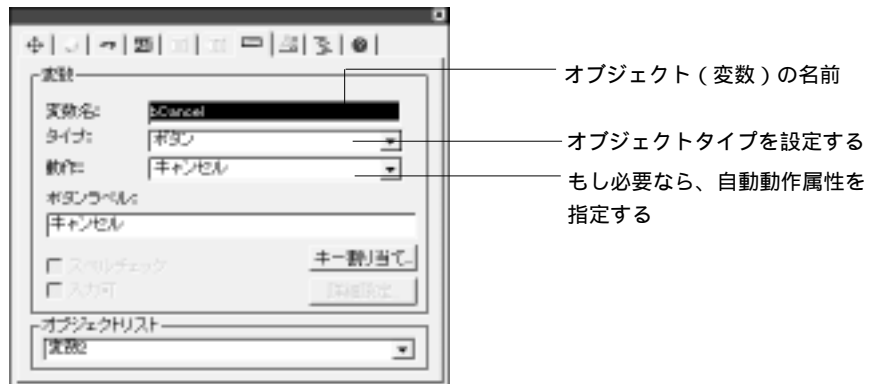 変数
変数名: bCancel
オブジェクト（変数）の名前
タイプ: ボタン
オブジェクトタイプを設定する
動作: キャンセル
もし必要なら、自動動作属性を
指定する
ボタンラベル:
キャンセル
スペルチェック
キー割り当て...
入力可
詳細設定...
オブジェクトリスト
変数2